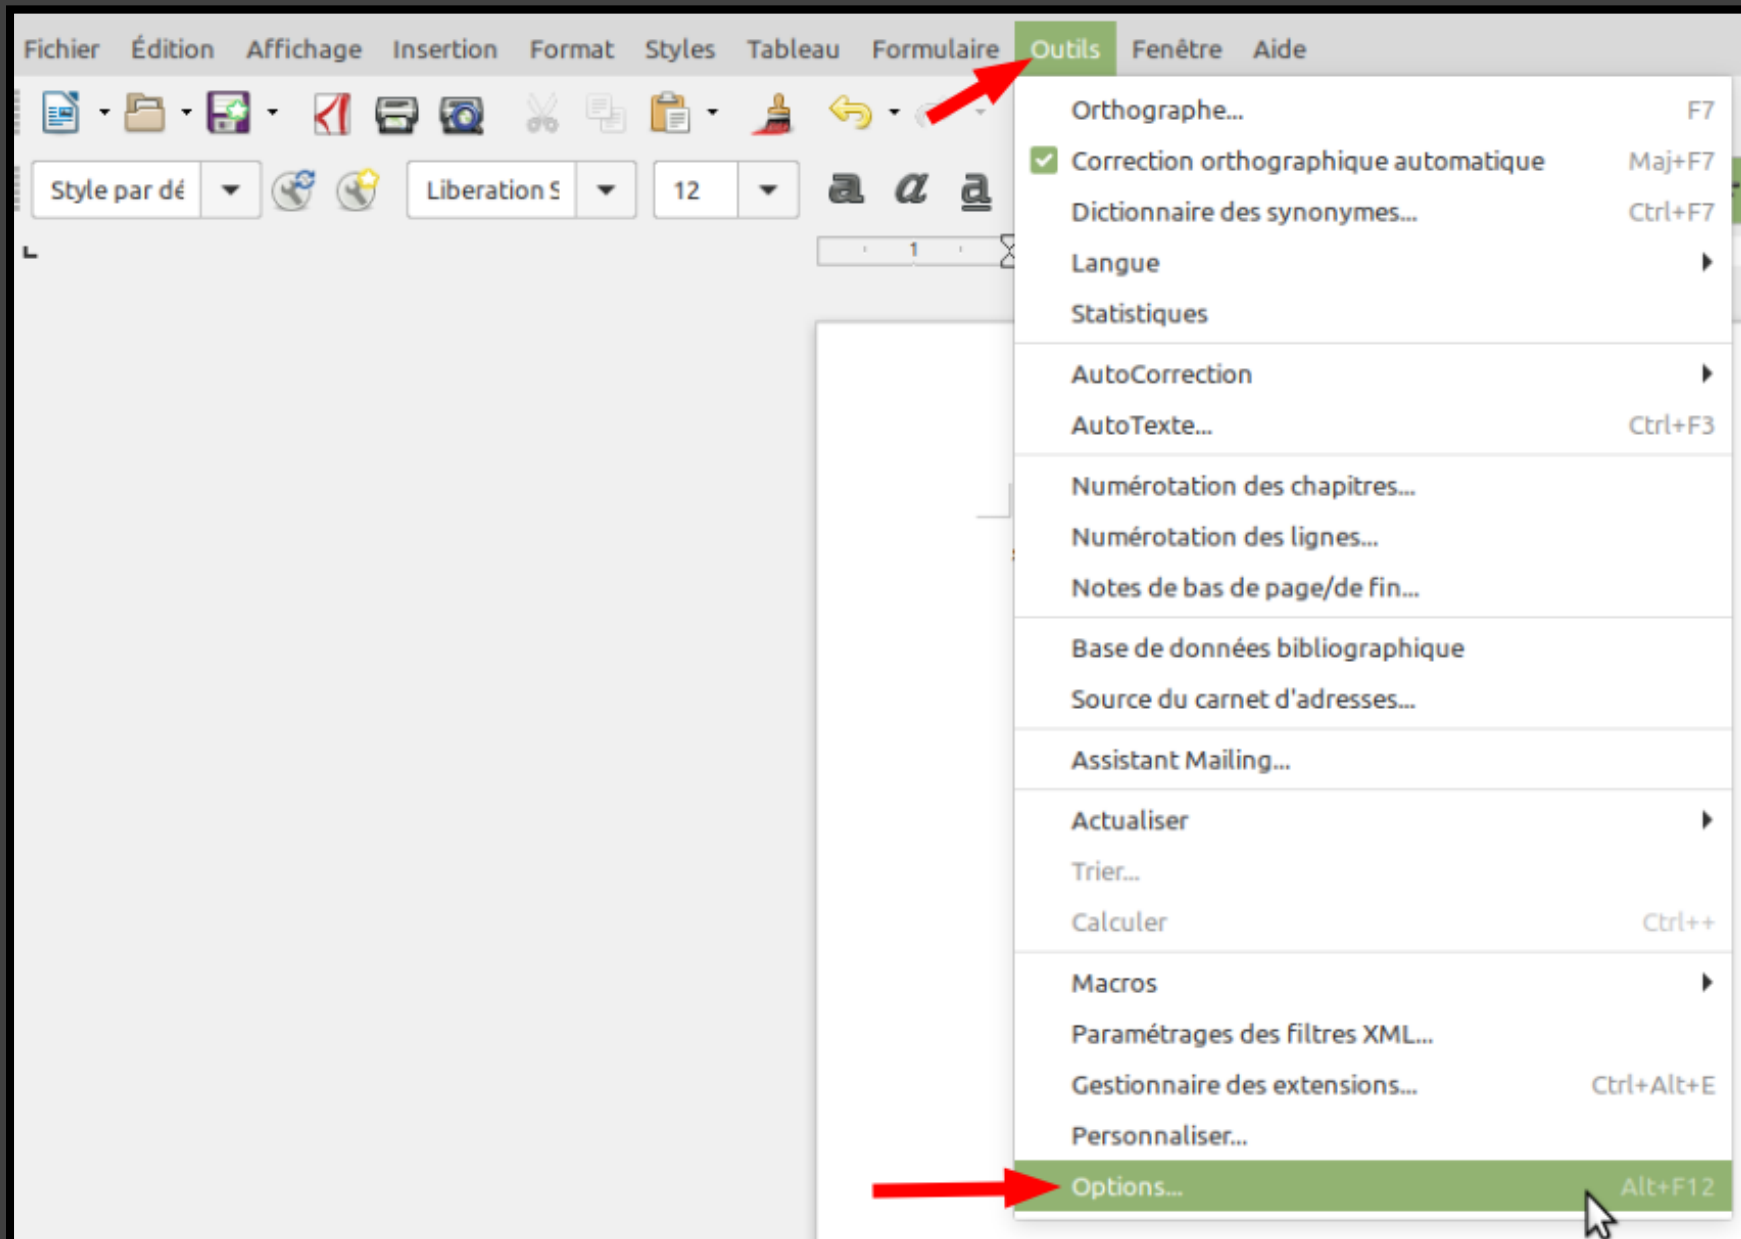 Fichier Édition Affichage Insertion Format Styles Tableau Formulaire Outils Fenêtre Aide
Style par dé Liberation S 12 a a a
1
Orthographe... F7
Correction orthographique automatique Maj+F7
Dictionnaire des synonymes... Ctrl+F7
Langue
Statistiques
AutoCorrection
AutoTexte... Ctrl+F3
Numérotation des chapitres...
Numérotation des lignes...
Notes de bas de page/de fin...
Base de données bibliographique
Source du carnet d'adresses...
Assistant Mailing...
Actualiser
Trier...
Calculer Ctrl++
Macros
Paramétrages des filtres XML...
Gestionnaire des extensions... Ctrl+Alt+E
Personnaliser...
Options... Alt+F12